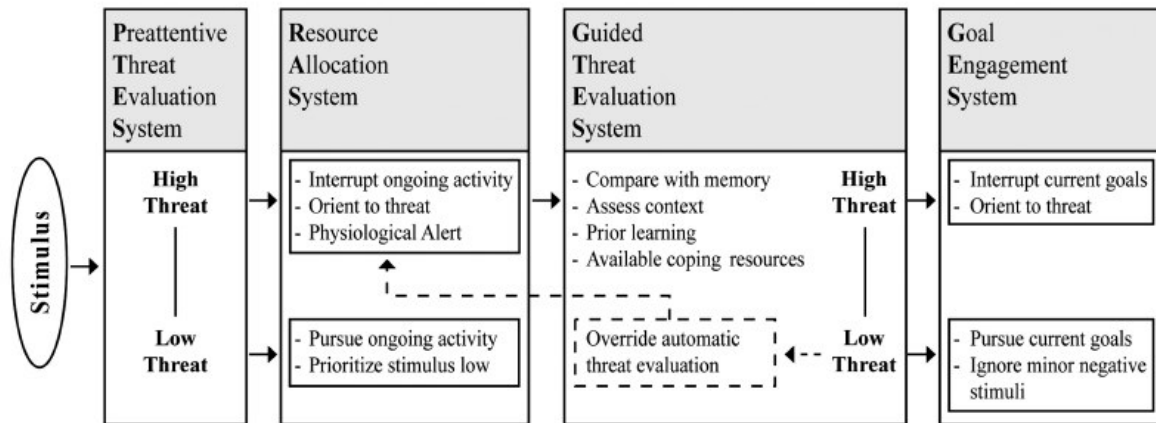 Stimulus
Preattentive
Threat
Evaluation
System
High
Threat
Low
Threat
Resource
Allocation
System
- Interrupt ongoing activity
- Orient to threat
- Physiological Alert
- Pursue ongoing activity
- Prioritize stimulus low
Guided
Threat
Evaluation
System
- Compare with memory
- Assess context
- Prior learning
- Available coping resources
Override automatic
threat evaluation
High
Threat
Low
Threat
Goal
Engagement
System
- Interrupt current goals
- Orient to threat
- Pursue current goals
- Ignore minor negative
stimuli